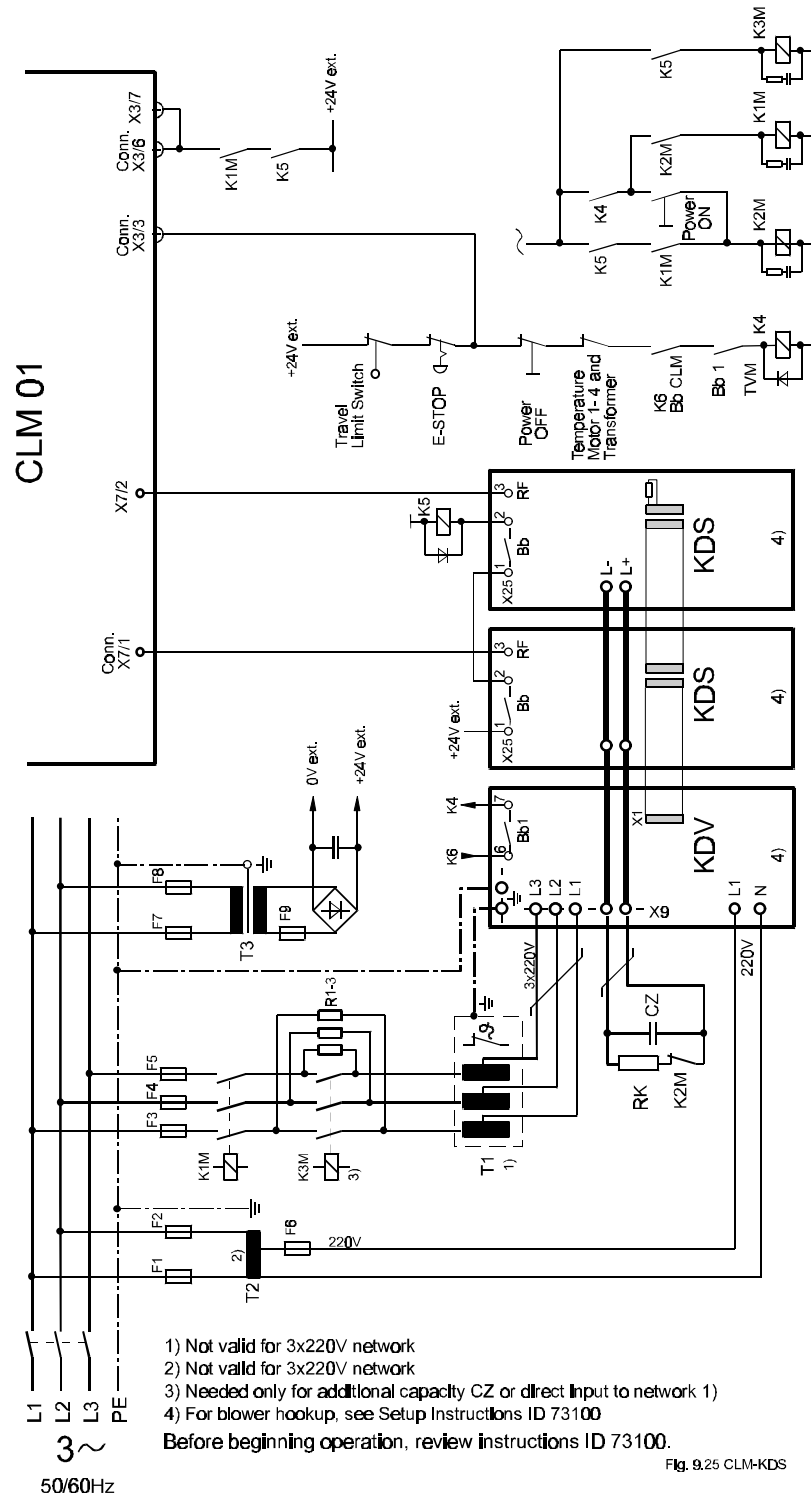 CLM 01
Conn.
X7/1
X7/2
Conn.
X3/3
Conn.
X3/6
X3/7
K1M
K5
+24V ext.
+24V ext.
Travel
Limit Switch
E-STOP
Power
OFF
Temperature
Motor 1- 4 and
Transformer
K6
Bb CLM
Bb 1
TVM
K4
K5
K1M
K4
Power
ON
K2M
K2M
K1M
K5
K3M
L1
L2
L3
PE
3~
50/60Hz
F1
F2
2)
T2
F6
220V
F3
F4
F5
K1M
K3M
3)
R1-3
T1
1)
F7
F8
T3
F9
0V ext.
+24V ext.
3x220V
RK
CZ
K2M
220V
K6
K4
6
7
Bb1
L3
L2
L1
X9
L1
N
X1
KDV
4)
+24V ext.
X25
1
2
3
Bb
RF
KDS
4)
K5
X25
1
2
3
Bb
RF
L-
L+
KDS
4)
1) Not valid for 3x220V network
2) Not valid for 3x220V network
3) Needed only for additional capacity CZ or direct input to network 1)
4) For blower hookup, see Setup Instructions ID 73100
Before beginning operation, review instructions ID 73100.
Fig. 9.25 CLM-KDS